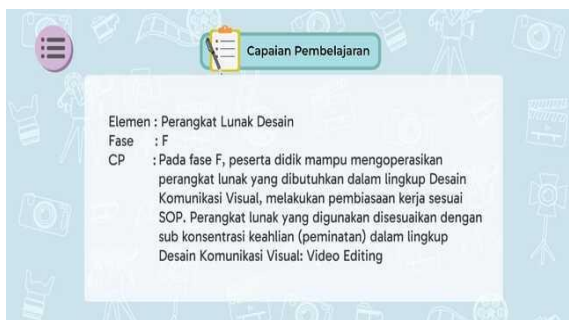 Capaian Pembelajaran
Elemen : Perangkat Lunak Desain
Fase : F
CP : Pada fase F, peserta didik mampu mengoperasikan
perangkat lunak yang dibutuhkan dalam lingkup Desain
Komunikasi Visual, melakukan pembiasaan kerja sesuai
SOP. Perangkat lunak yang digunakan disesuaikan dengan
sub konsentrasi keahlian (peminatan) dalam lingkup
Desain Komunikasi Visual: Video Editing